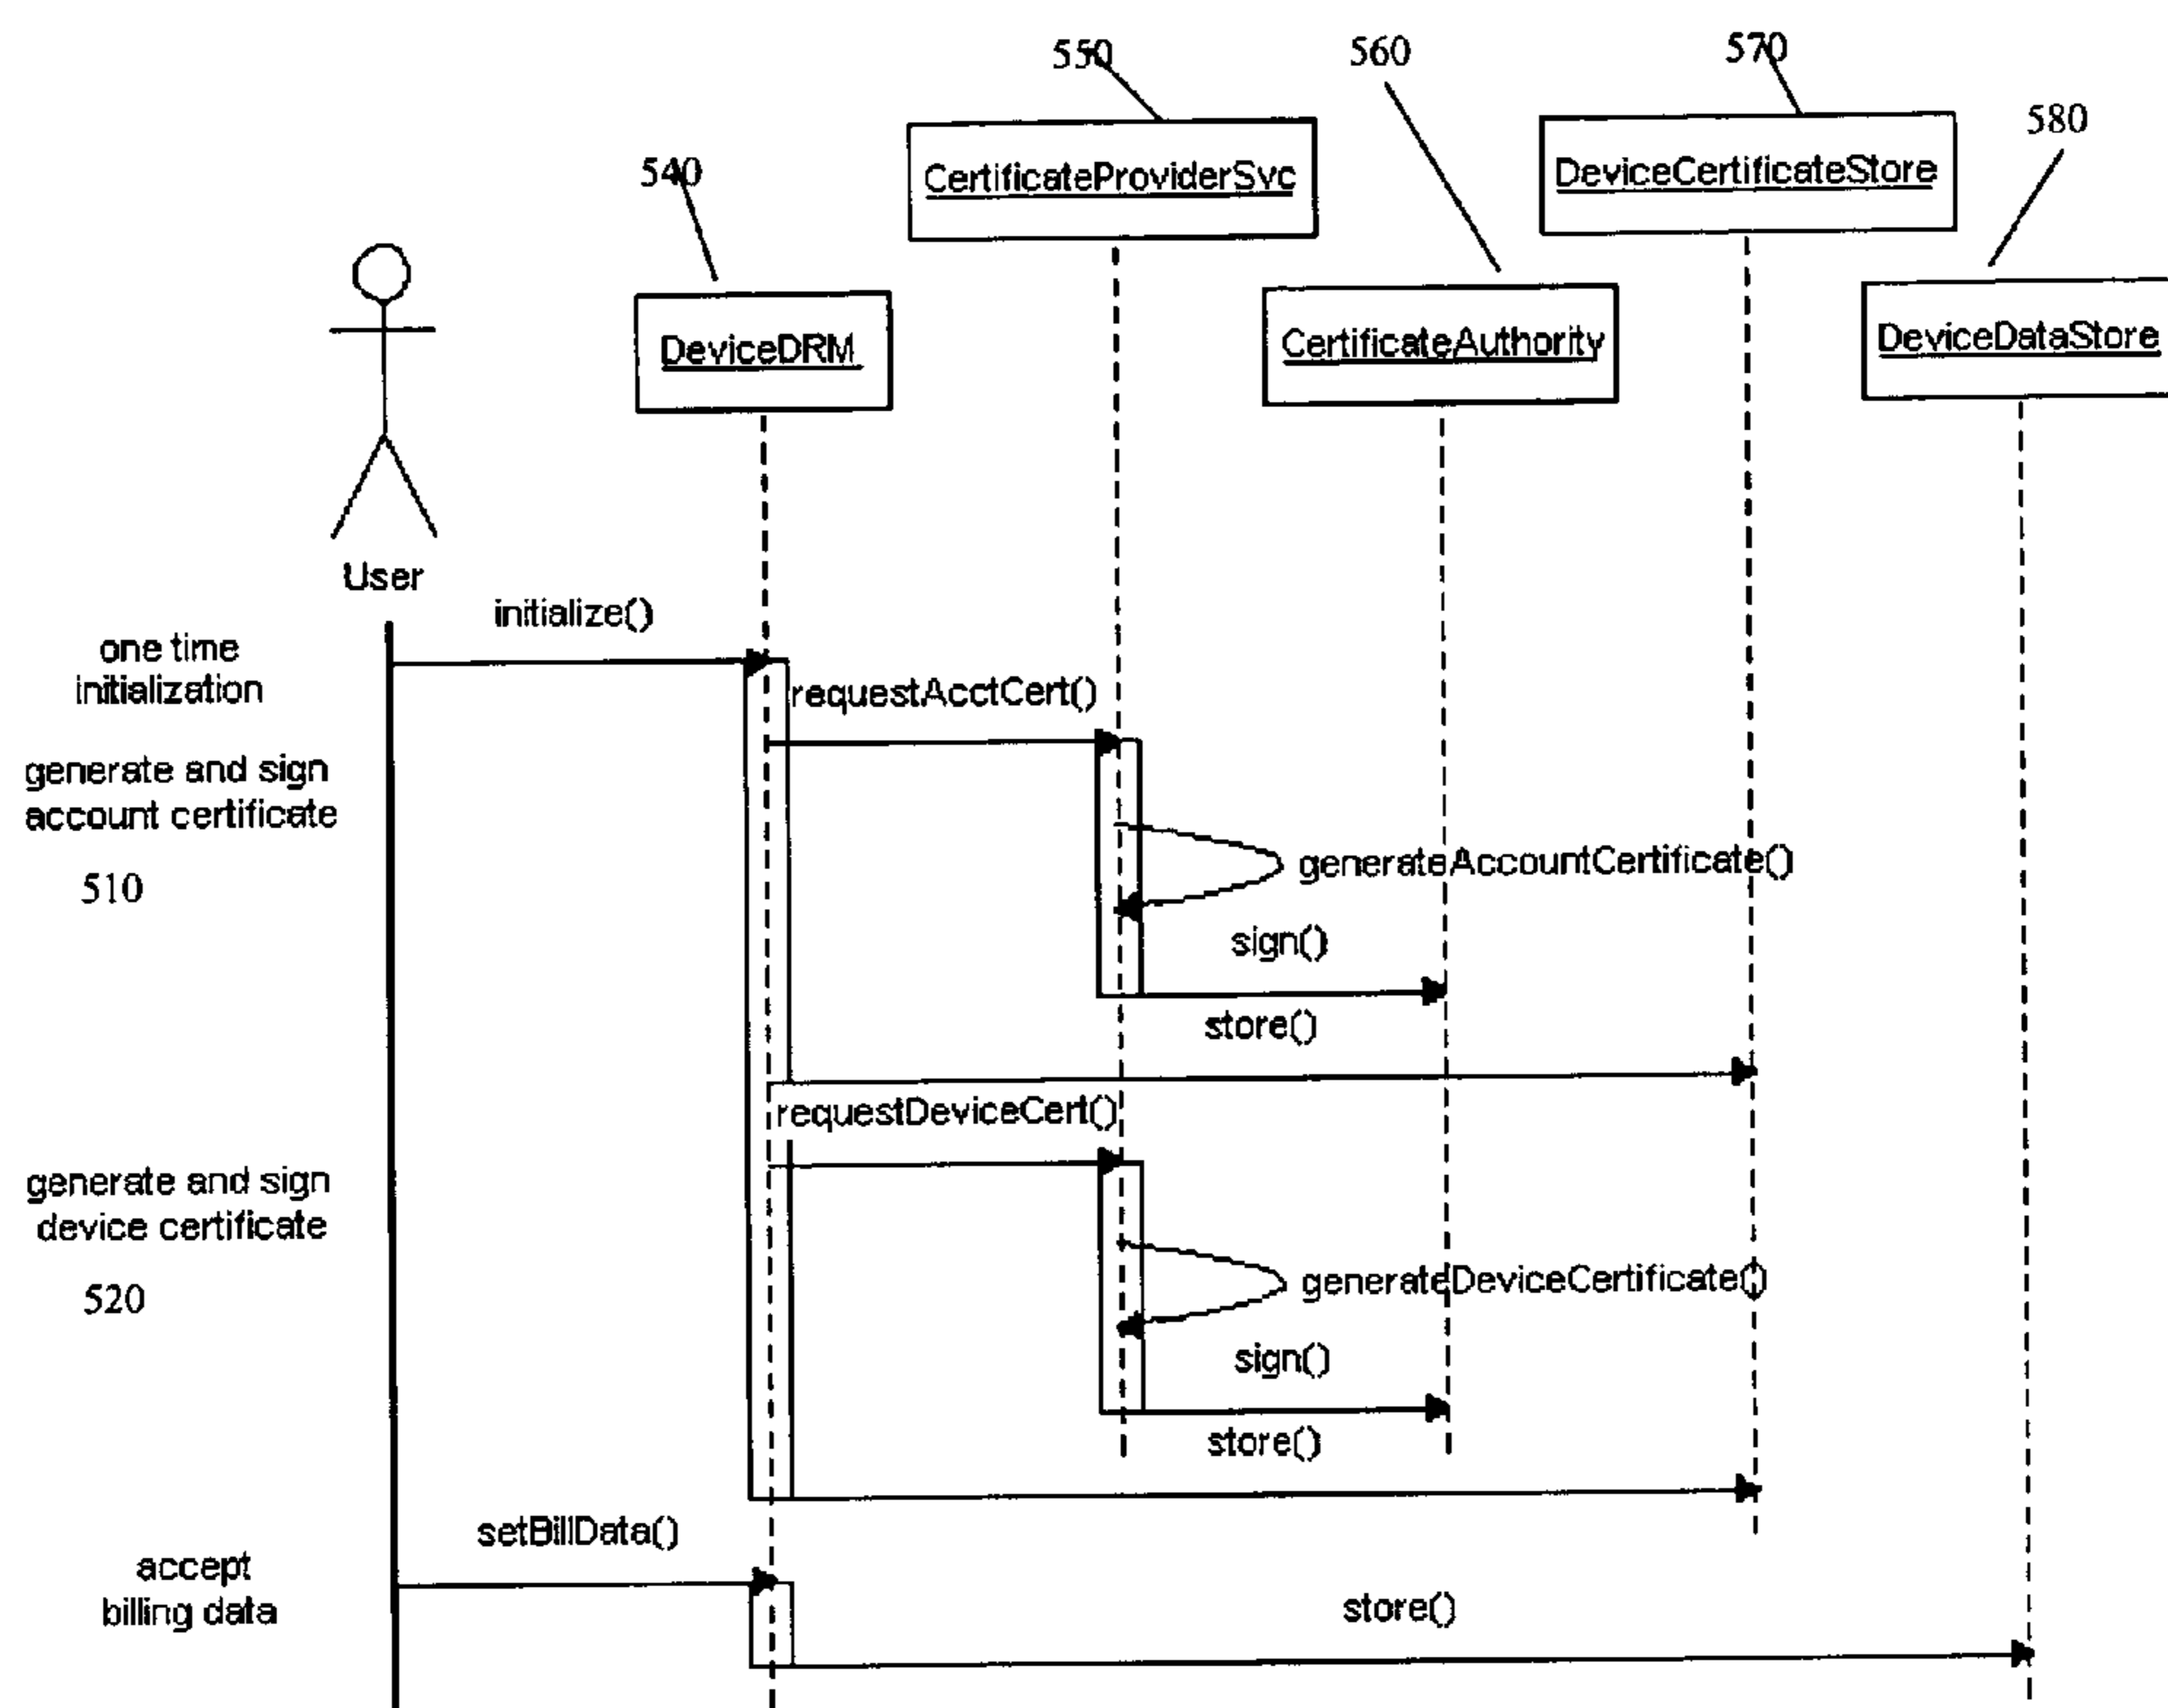 550
560
570
580
540
CertificateProviderSvc
DeviceCertificateStore
DeviceDRM
CertificateAuthority
DeviceDataStore
User
initialize()
one time
initialization
requestAcctCert()
generate and sign
account certificate
510
generateAccountCertificate()
sign()
store()
requestDeviceCert()
generate and sign
device certificate
520
generateDeviceCertificate()
sign()
store()
setBillData()
accept
billing data
store()